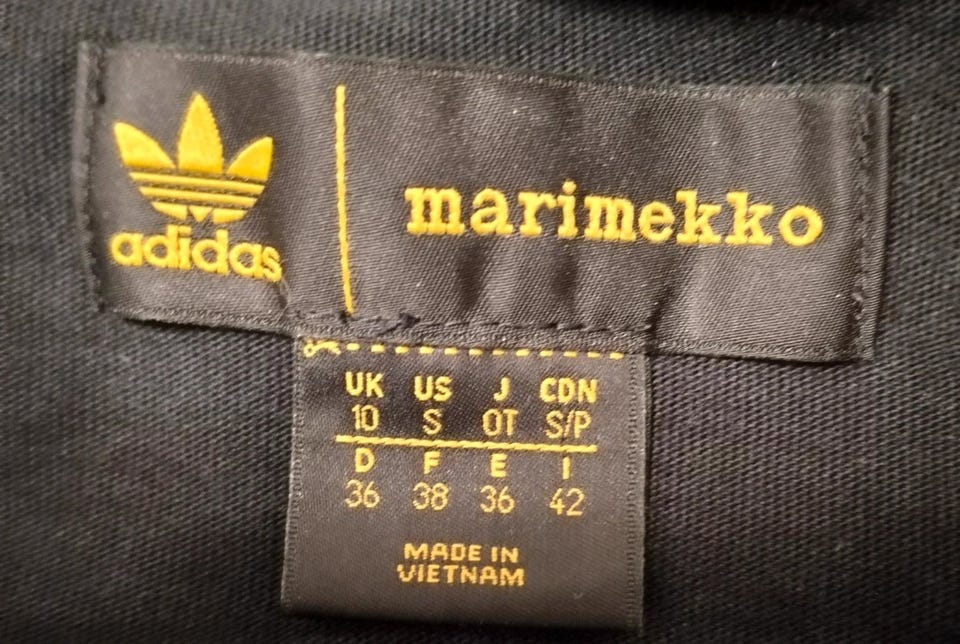 adidas
marimekko
UK US J CDN
10 S OT S/P
D F E I
36 38 36 42
MADE IN
VIETNAM